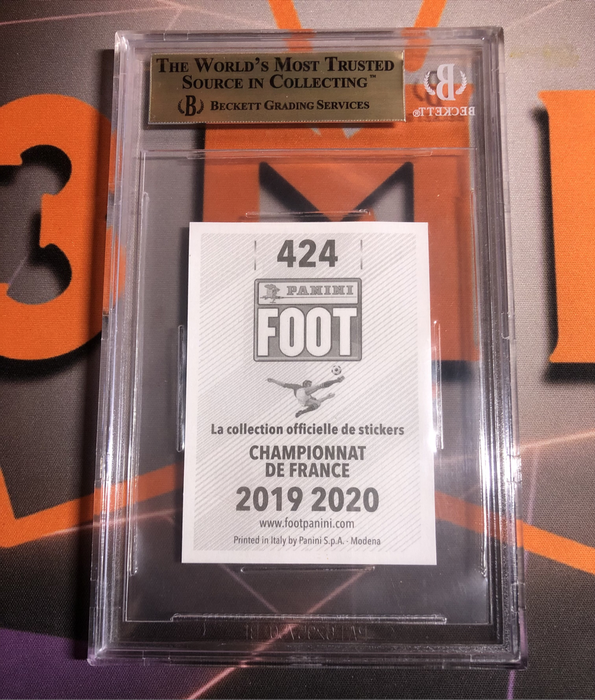 THE WORLD'S MOST TRUSTED
SOURCE IN COLLECTING™
B BECKETT GRADING SERVICES
B
BECKETT®
424
PANINI
FOOT
La collection officielle de stickers
CHAMPIONNAT
DE FRANCE
2019 2020
www.footpanini.com
Printed in Italy by Panini S.p.A. - Modena
3 M